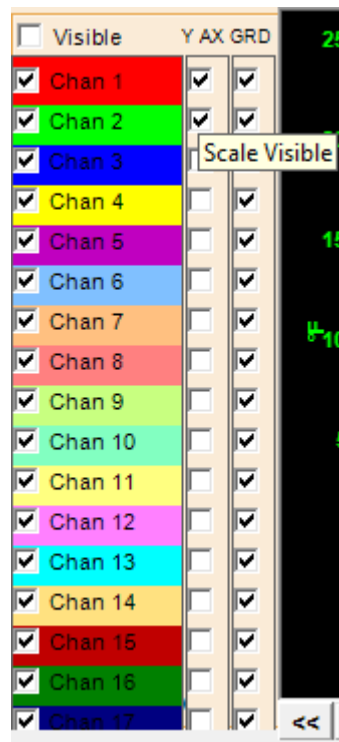 Visible Y AX GRD
Chan 1
Chan 2
Scale Visible
Chan 3
Chan 4
Chan 5
Chan 6
Chan 7
Chan 8
Chan 9
Chan 10
Chan 11
Chan 12
Chan 13
Chan 14
Chan 15
Chan 16
Chan 17
<<
15
10